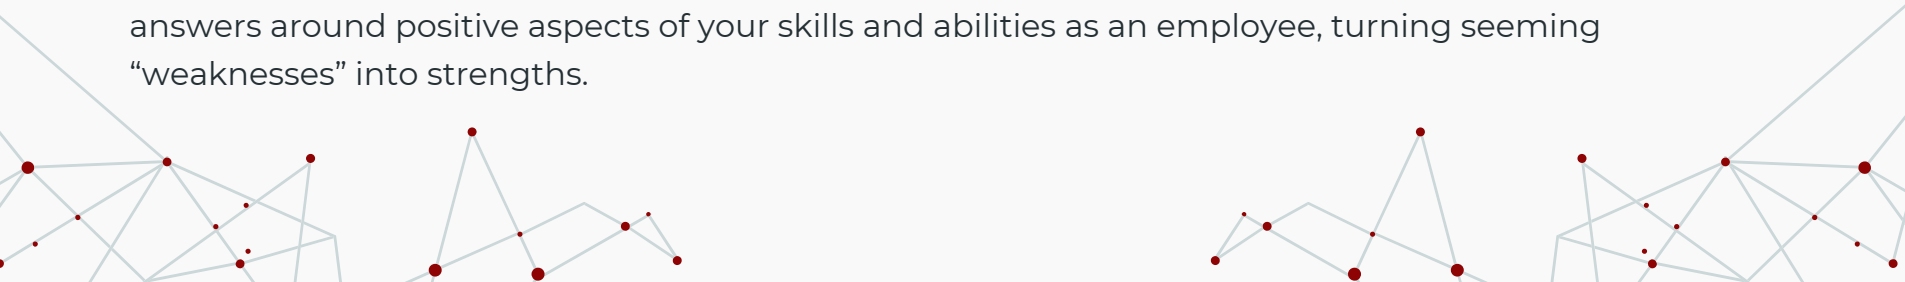 answers around positive aspects of your skills and abilities as an employee, turning seeming
“weaknesses” into strengths.